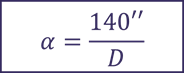 α = 140″ / D